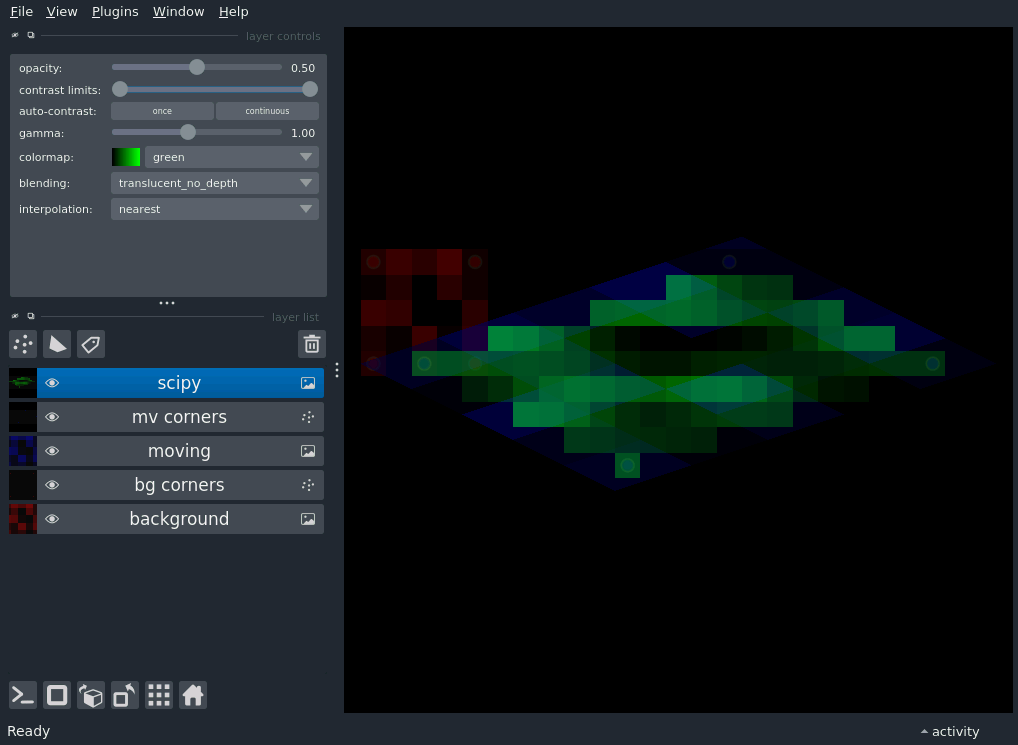 File View Plugins Window Help
layer controls
opacity: 0.50
contrast limits:
auto-contrast: once continuous
gamma: 1.00
colormap: green
blending: translucent_no_depth
interpolation: nearest
layer list
scipy
mv corners
moving
bg corners
background
Ready activity